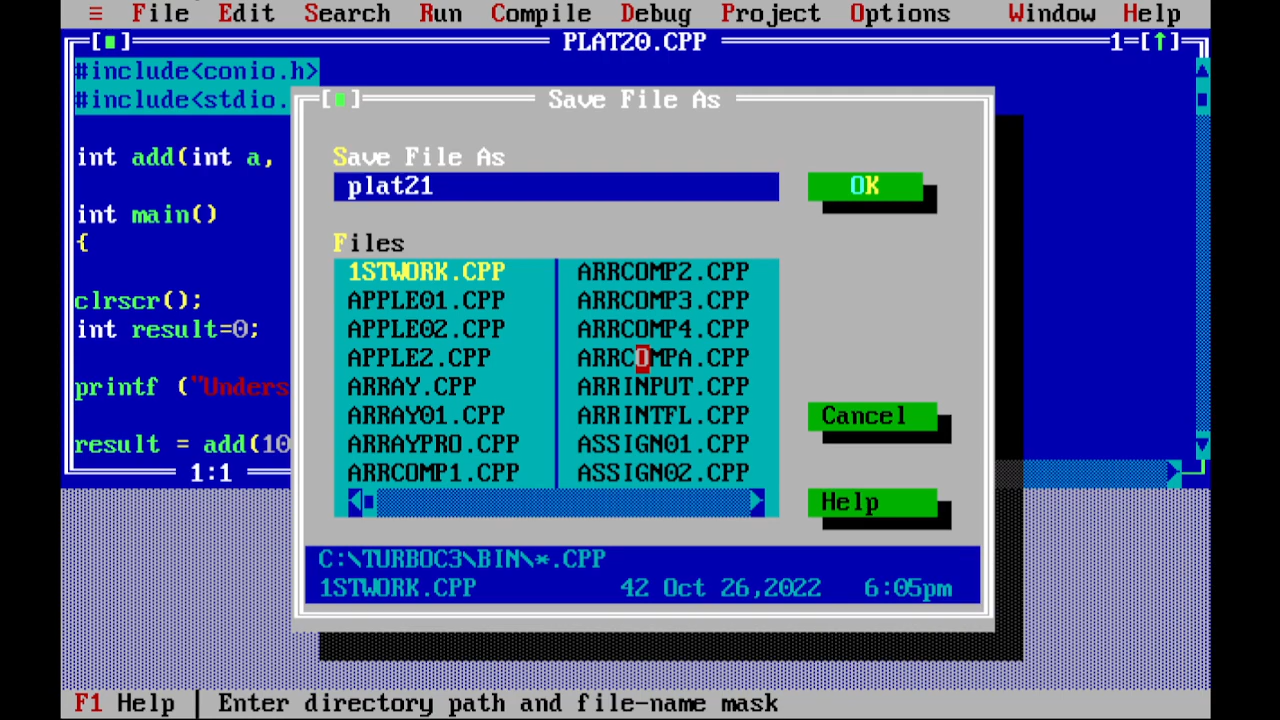 ≡ File Edit Search Run Compile Debug Project Options Window Help
PLAT20.CPP 1=[↑]
#include<conio.h>
#include<stdio.
int add(int a,
int main()
{
clrscr();
int result=0;
printf ("Unders
result = add(10
1:1
Save File As
Save File As
plat21
OK
Files
1STWORK.CPP ARRCOMP2.CPP
APPLE01.CPP ARRCOMP3.CPP
APPLE02.CPP ARRCOMP4.CPP
APPLE2.CPP ARRCOMPA.CPP
ARRAY.CPP ARRINPUT.CPP
ARRAY01.CPP ARRINTFL.CPP
ARRAYPRO.CPP ASSIGN01.CPP
ARRCOMP1.CPP ASSIGN02.CPP
Cancel
Help
C:\TURBOC3\BIN\*.CPP
1STWORK.CPP 42 Oct 26,2022 6:05pm
F1 Help | Enter directory path and file-name mask